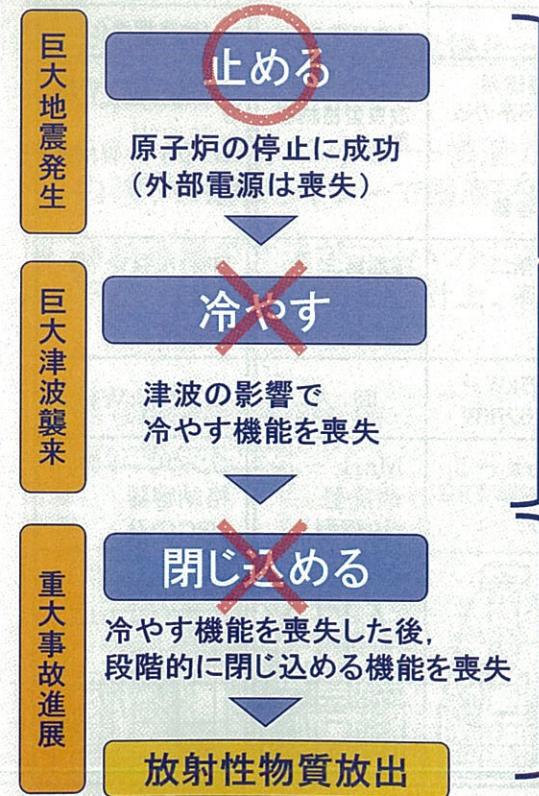 巨大地震発生
止める
原子炉の停止に成功
（外部電源は喪失）
巨大津波襲来
冷やす
津波の影響で
冷やす機能を喪失
重大事故進展
閉じ込める
冷やす機能を喪失した後，
段階的に閉じ込める機能を喪失
放射性物質放出